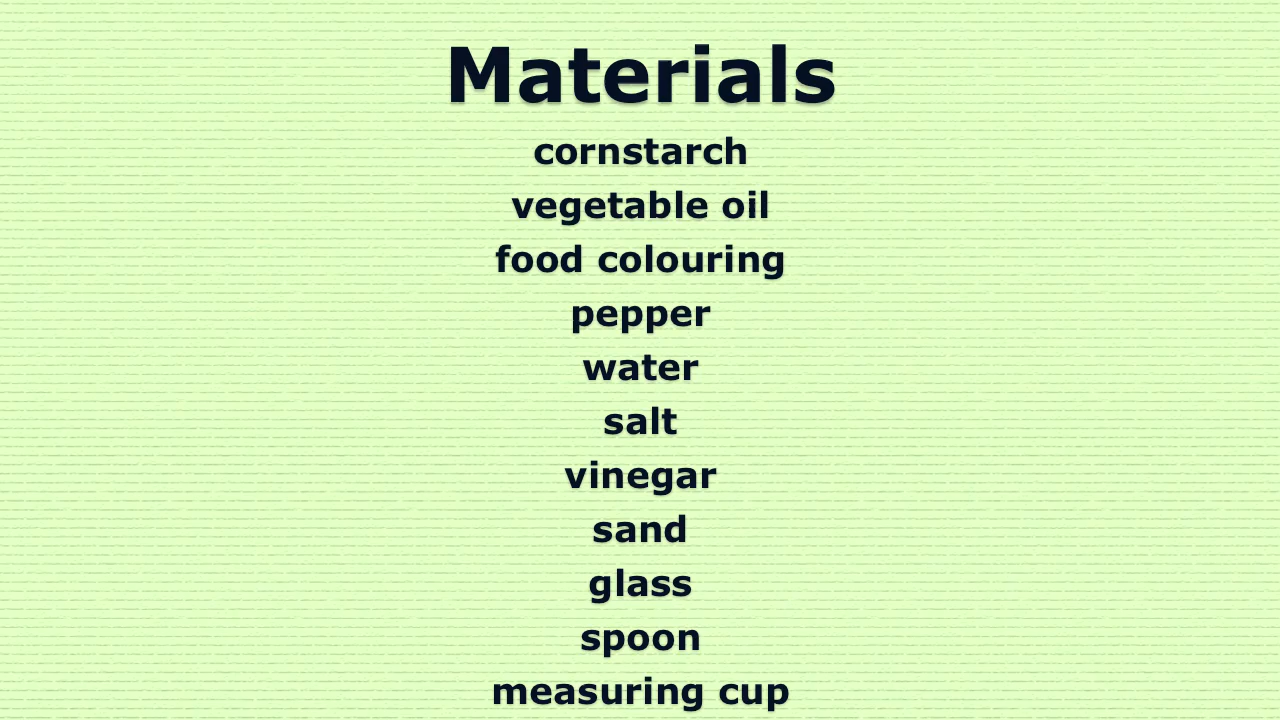 Materials
cornstarch
vegetable oil
food colouring
pepper
water
salt
vinegar
sand
glass
spoon
measuring cup